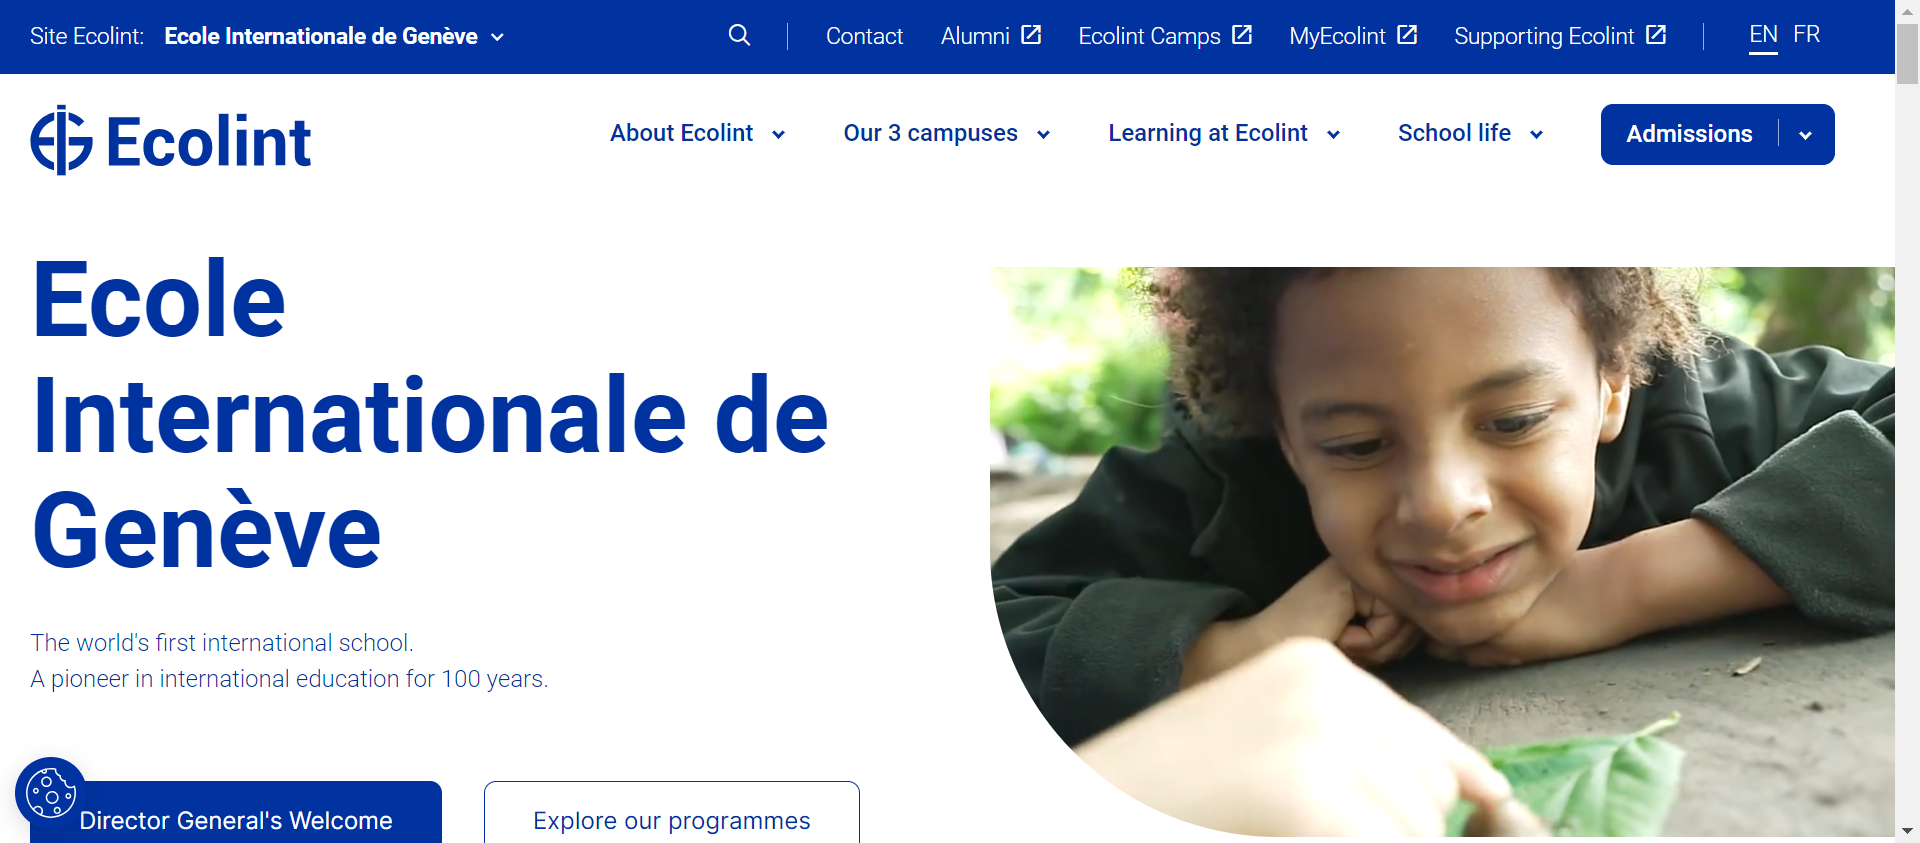 Site Ecolint: Ecole Internationale de Genève
Contact Alumni Ecolint Camps MyEcolint Supporting Ecolint EN FR
Ecolint
About Ecolint Our 3 campuses Learning at Ecolint School life Admissions
Ecole
Internationale de
Genève
The world's first international school.
A pioneer in international education for 100 years.
Director General's Welcome Explore our programmes